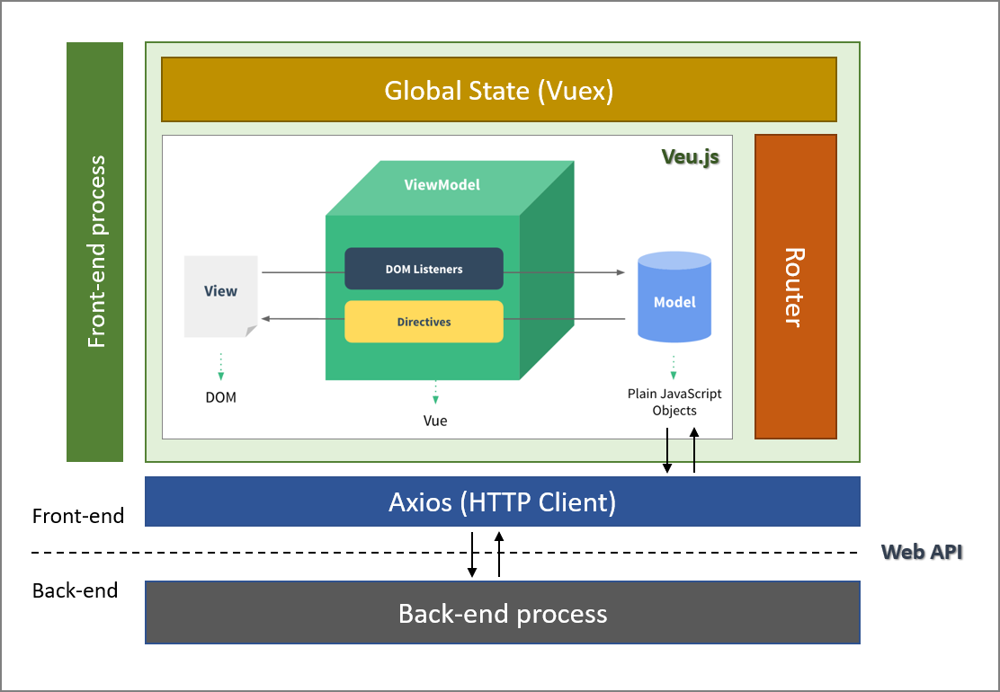 Global State (Vuex)
Front-end process
Veu.js
ViewModel
DOM Listeners
View
Directives
Model
Router
DOM
Vue
Plain JavaScript
Objects
Axios (HTTP Client)
Front-end
Web API
Back-end
Back-end process